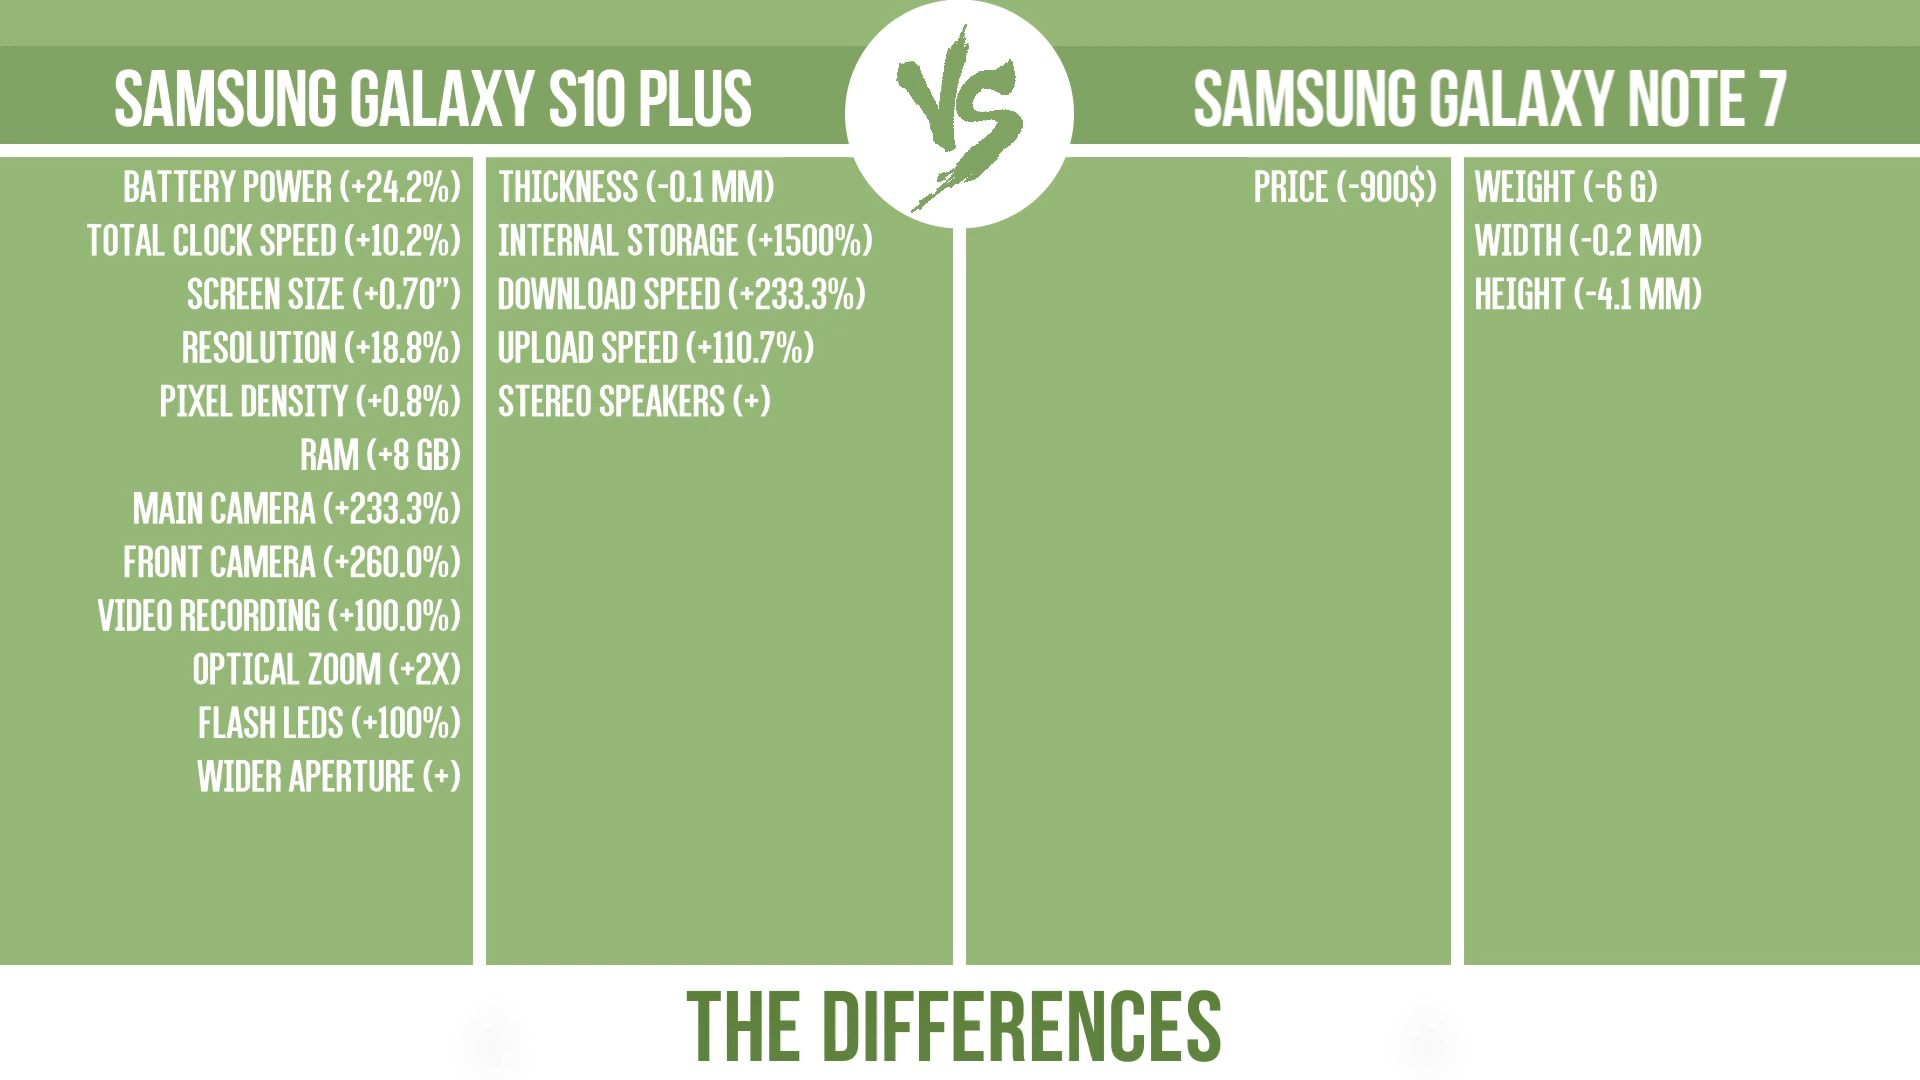 SAMSUNG GALAXY S10 PLUS
VS
SAMSUNG GALAXY NOTE 7
BATTERY POWER (+24.2%)
TOTAL CLOCK SPEED (+10.2%)
SCREEN SIZE (+0.70”)
RESOLUTION (+18.8%)
PIXEL DENSITY (+0.8%)
RAM (+8 GB)
MAIN CAMERA (+233.3%)
FRONT CAMERA (+260.0%)
VIDEO RECORDING (+100.0%)
OPTICAL ZOOM (+2X)
FLASH LEDS (+100%)
WIDER APERTURE (+)
THICKNESS (-0.1 MM)
INTERNAL STORAGE (+1500%)
DOWNLOAD SPEED (+233.3%)
UPLOAD SPEED (+110.7%)
STEREO SPEAKERS (+)
PRICE (-900$)
WEIGHT (-6 G)
WIDTH (-0.2 MM)
HEIGHT (-4.1 MM)
THE DIFFERENCES